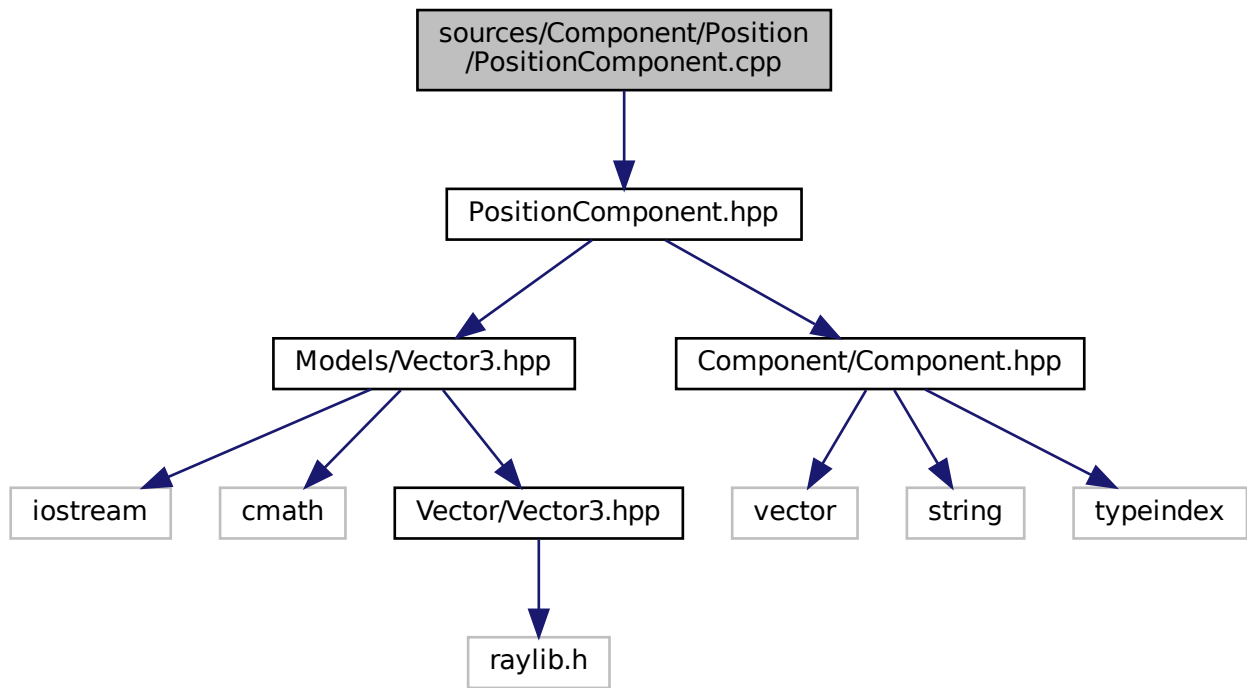 sources/Component/Position
/PositionComponent.cpp
PositionComponent.hpp
Models/Vector3.hpp
Component/Component.hpp
iostream
cmath
Vector/Vector3.hpp
vector
string
typeindex
raylib.h